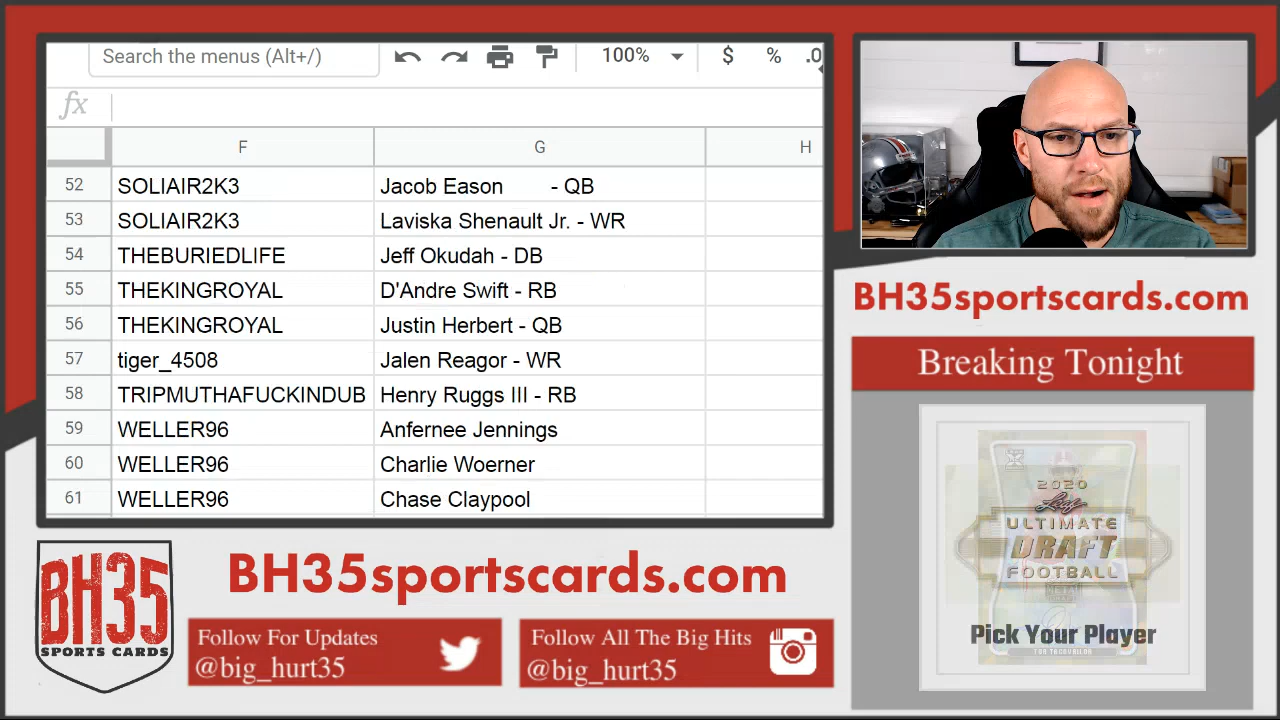 Search the menus (Alt+/)
100%
$
%
.0
fx
F
G
H
52 SOLIAIR2K3 Jacob Eason - QB
53 SOLIAIR2K3 Laviska Shenault Jr. - WR
54 THEBURIEDLIFE Jeff Okudah - DB
55 THEKINGROYAL D'Andre Swift - RB
56 THEKINGROYAL Justin Herbert - QB
57 tiger_4508 Jalen Reagor - WR
58 TRIPMUTHAFUCKINDUB Henry Ruggs III - RB
59 WELLER96 Anfernee Jennings
60 WELLER96 Charlie Woerner
61 WELLER96 Chase Claypool
BH35sportscards.com
Breaking Tonight
2020
Leaf
ULTIMATE
DRAFT
FOOTBALL
Pick Your Player
BH35
SPORTS CARDS
BH35sportscards.com
Follow For Updates
@big_hurt35
Follow All The Big Hits
@big_hurt35